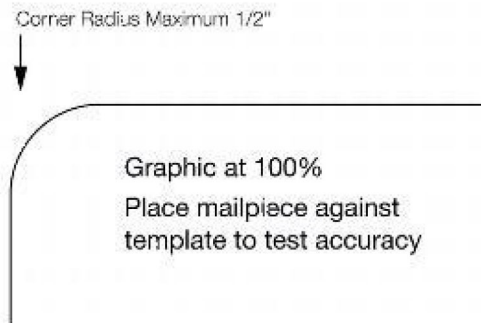 Corner Radius Maximum 1/2"
Graphic at 100%
Place mailpiece against
template to test accuracy